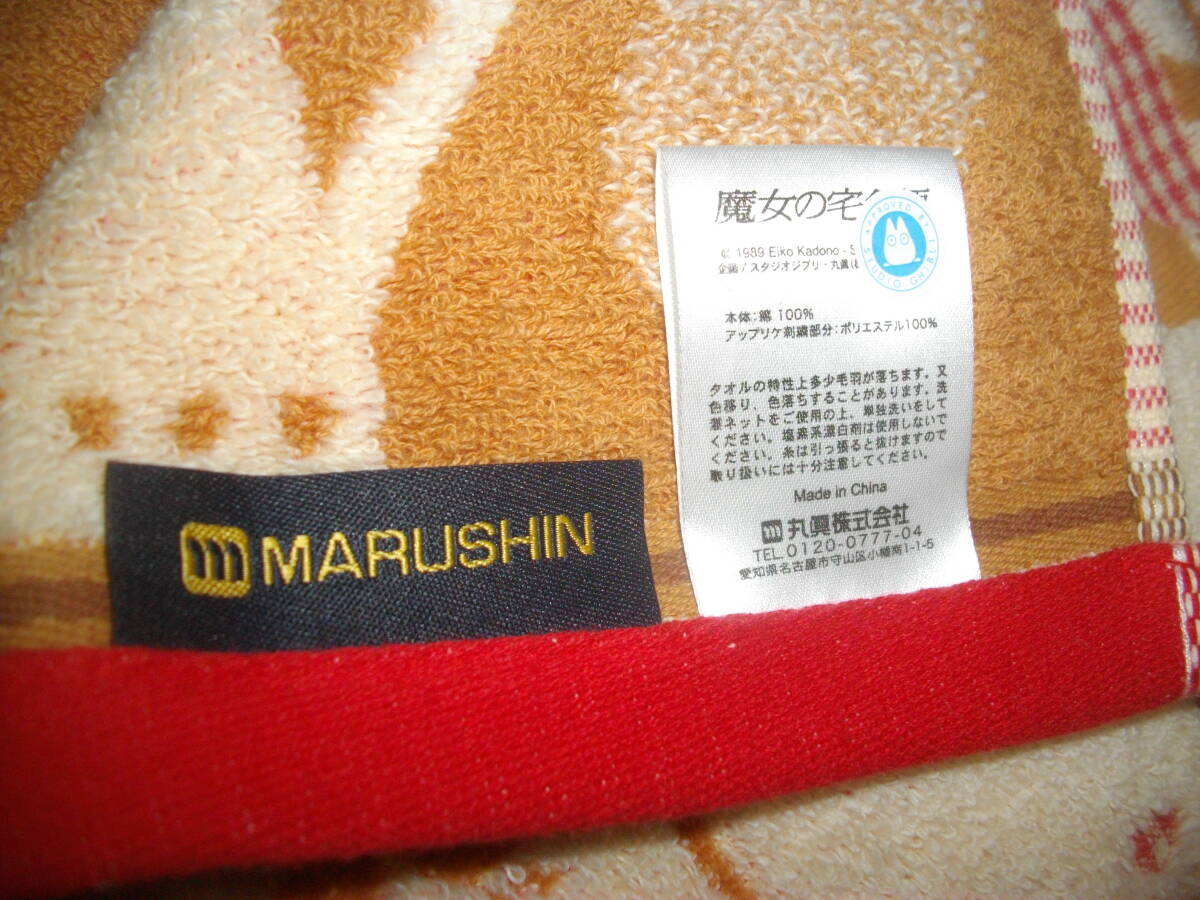 魔女の宅
APPROVED BY
STUDIO GHIBLI
© 1989 Eiko Kadono -
企画/スタジオジブリ・丸眞
本体:綿 100%
アップリケ刺繍部分:ポリエステル100%
タオルの特性上多少毛羽が落ちます。又
色移り、色落ちすることがあります。洗
濯ネットをご使用の上、単独洗いをして
ください。塩素系漂白剤は使用しないで
ください。糸は引っ張ると抜けますので
取り扱いには十分注意してください。
Made in China
丸眞株式会社
TEL.0120-0777-04
愛知県名古屋市守山区小幡南1-1-5
MARUSHIN